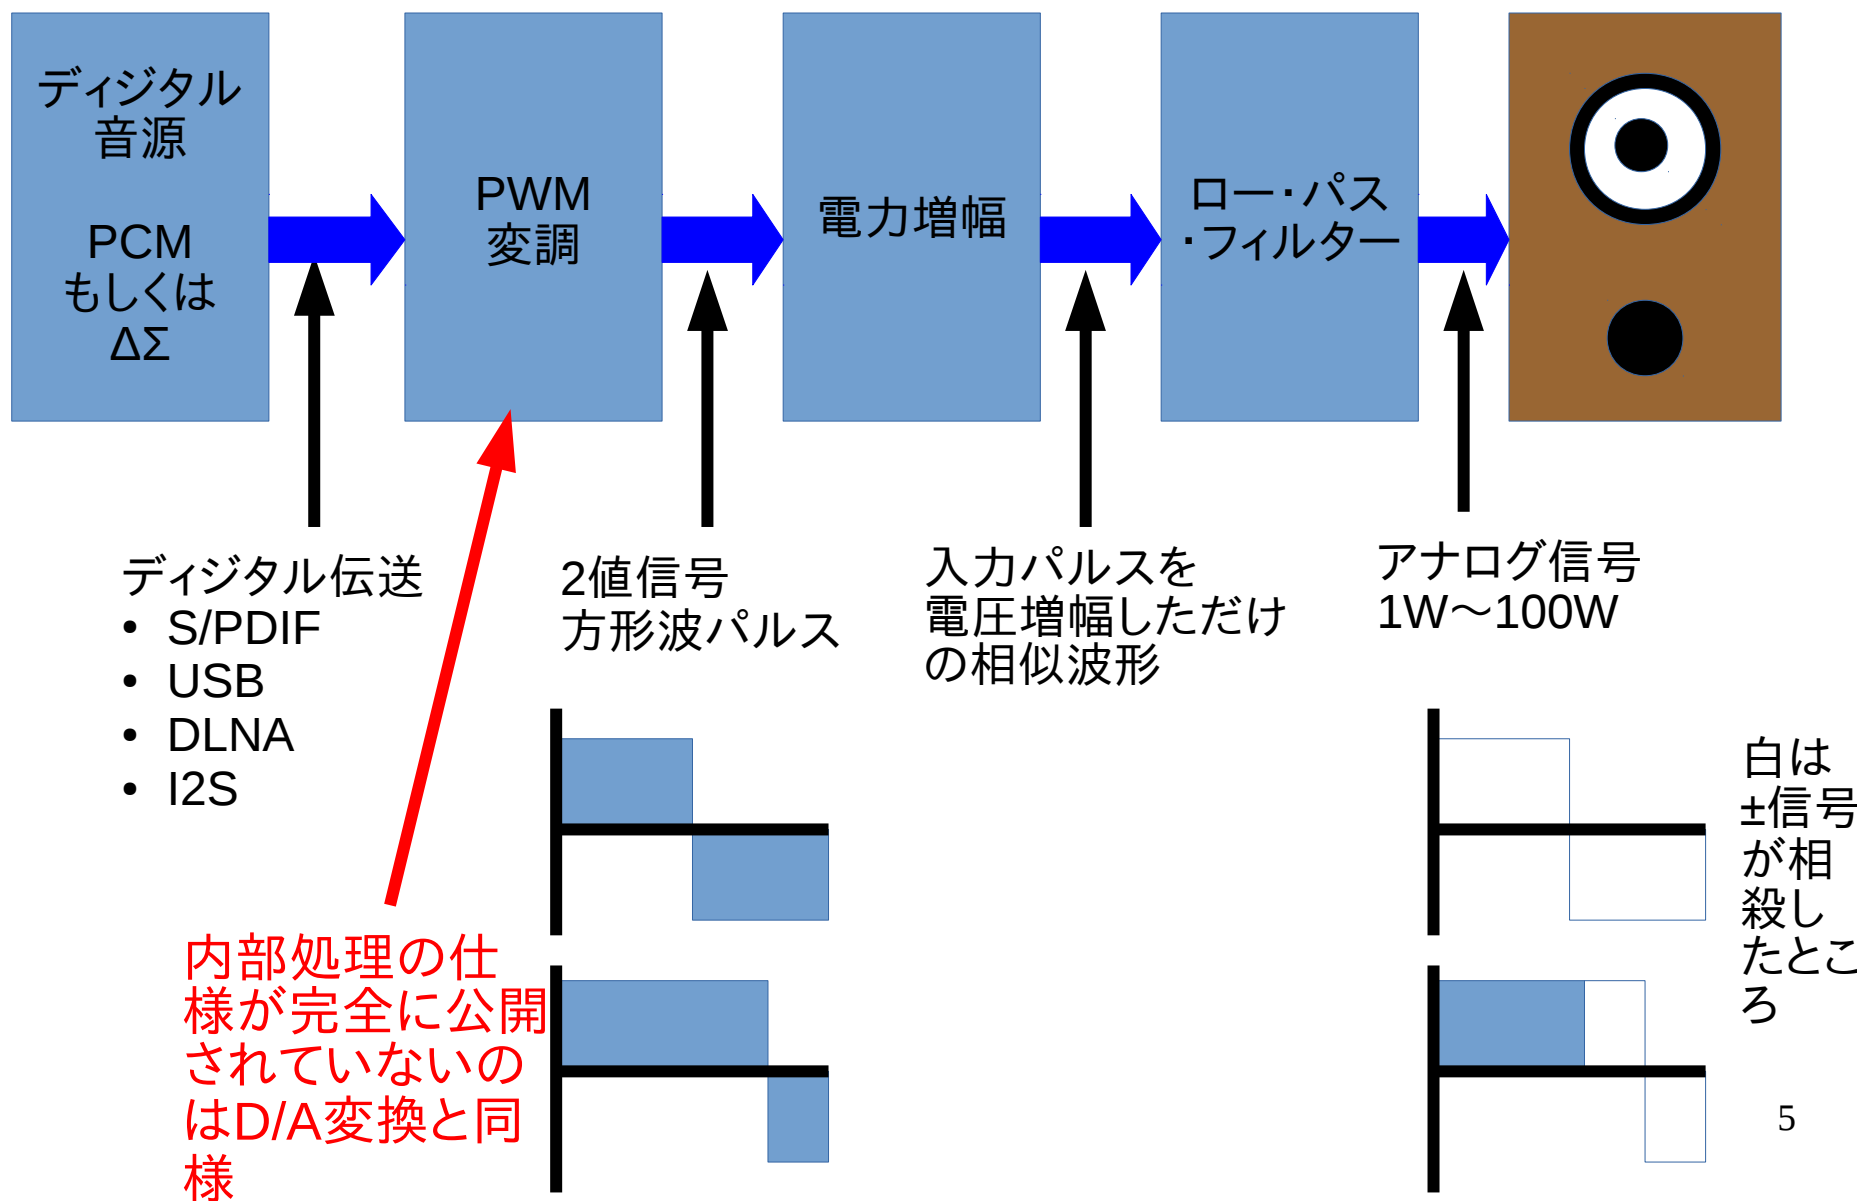 ディジタル
音源
PCM
もしくは
ΔΣ
PWM
変調
電力増幅
ロー・パス
・フィルター
ディジタル伝送
• S/PDIF
• USB
• DLNA
• I2S
2値信号
方形波パルス
入力パルスを
電圧増幅しただけ
の相似波形
アナログ信号
1W～100W
白は
±信号
が相
殺し
たとこ
ろ
内部処理の仕
様が完全に公開
されていないの
はD/A変換と同
様
5